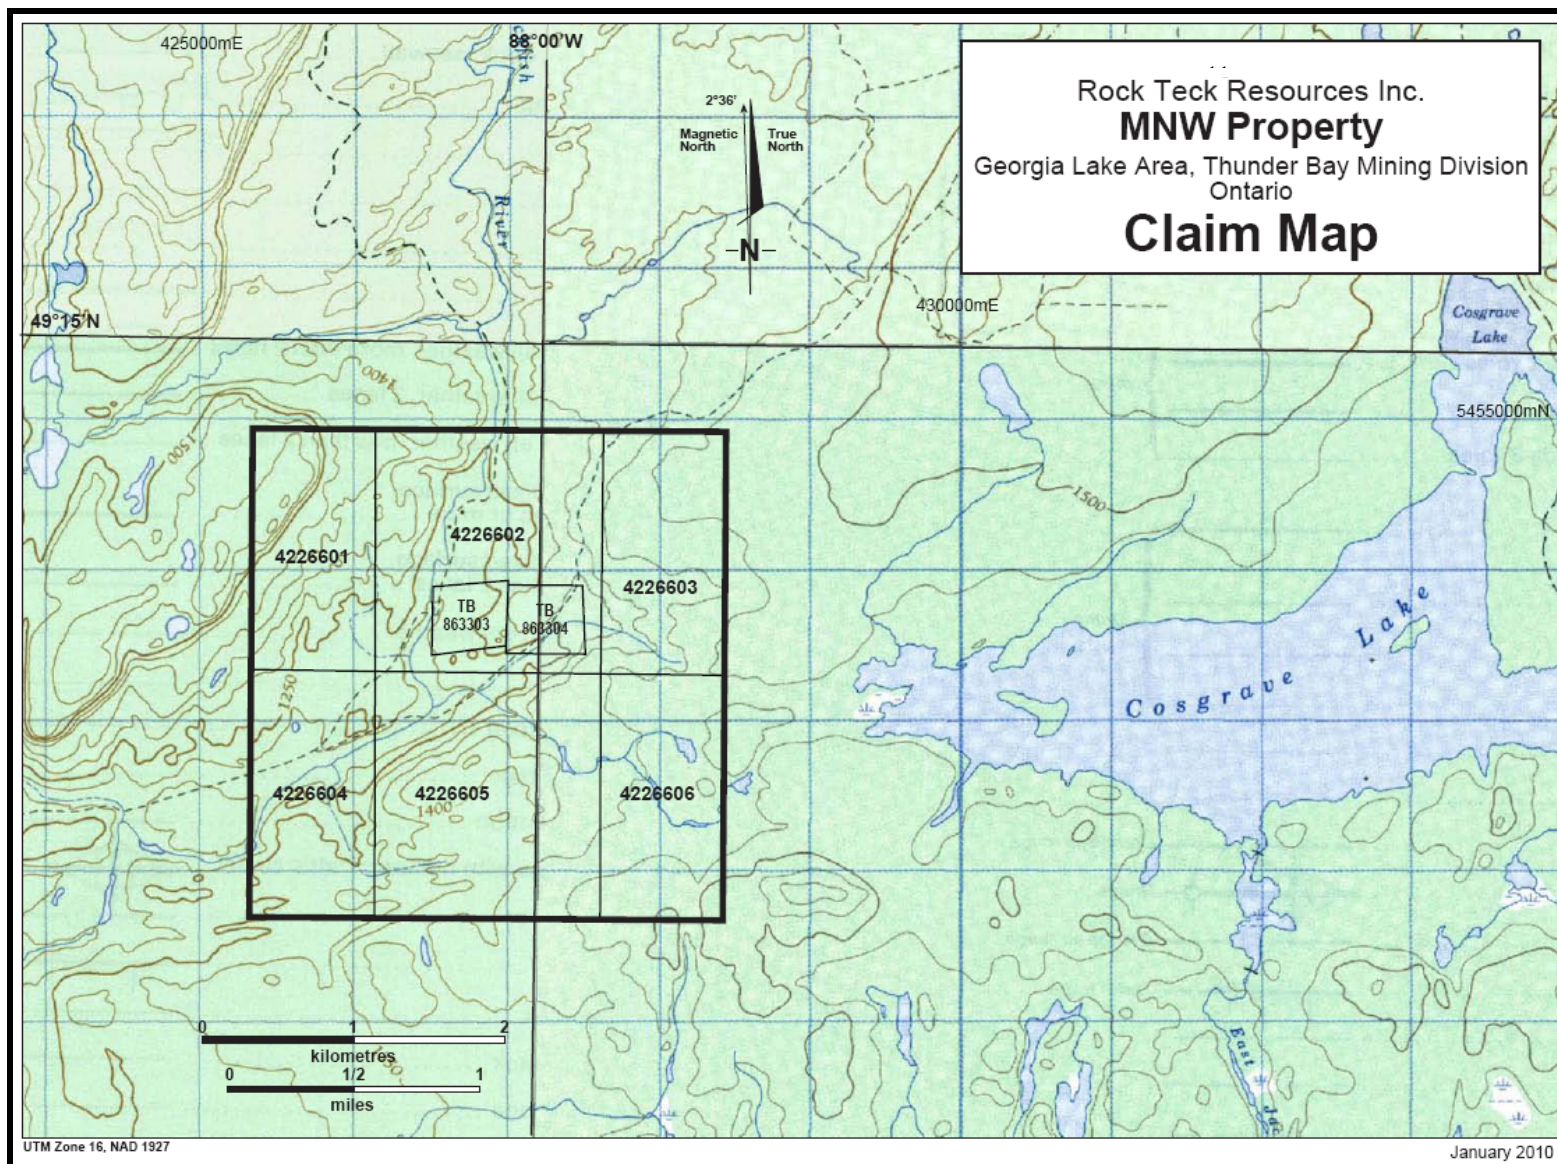 425000mE
88°00'W
cfish
River
2°36'
Magnetic
North
True
North
-N-
Rock Teck Resources Inc.
MNW Property
Georgia Lake Area, Thunder Bay Mining Division
Ontario
Claim Map
49°15'N
430000mE
Cosgrave
Lake
5455000mN
1400
1500
1500
4226601
4226602
4226603
TB
863303
TB
863304
1250
Cosgrave Lake
4226604
4226605
4226606
1400
0 1 2
kilometres
0 1/2 1
miles
East
Jac
UTM Zone 16, NAD 1927
January 2010